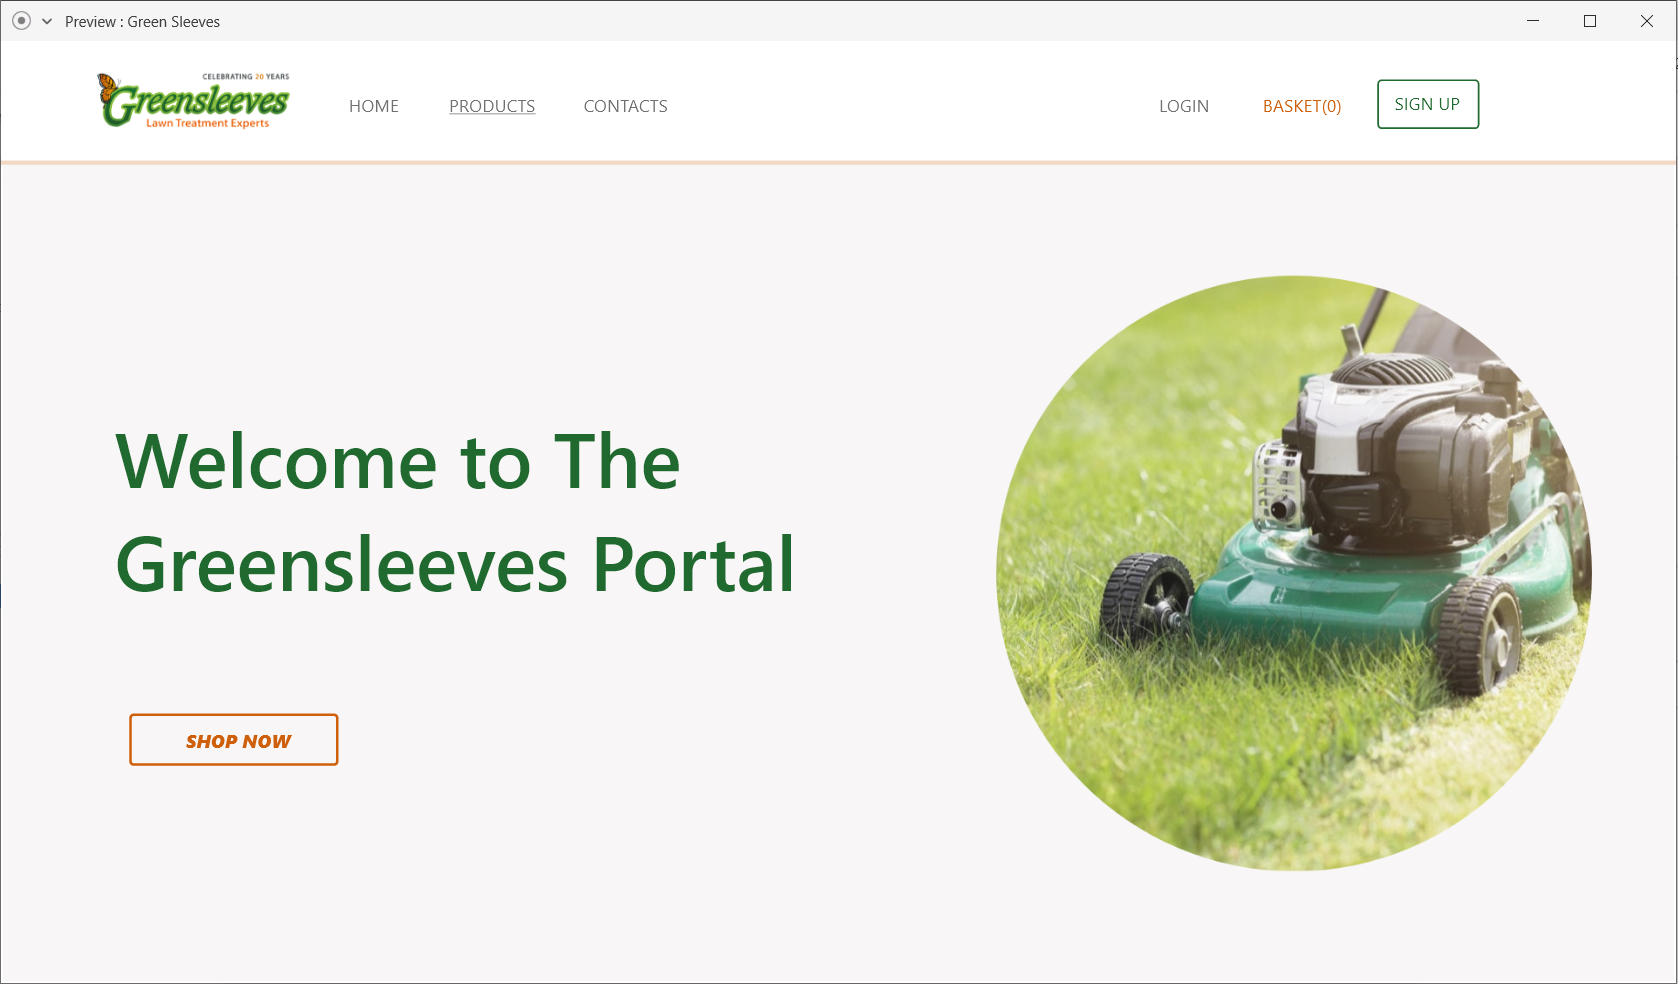 Preview : Green Sleeves
CELEBRATING 20 YEARS
Greensleeves
Lawn Treatment Experts
HOME PRODUCTS CONTACTS LOGIN BASKET(0) SIGN UP
Welcome to The
Greensleeves Portal
SHOP NOW